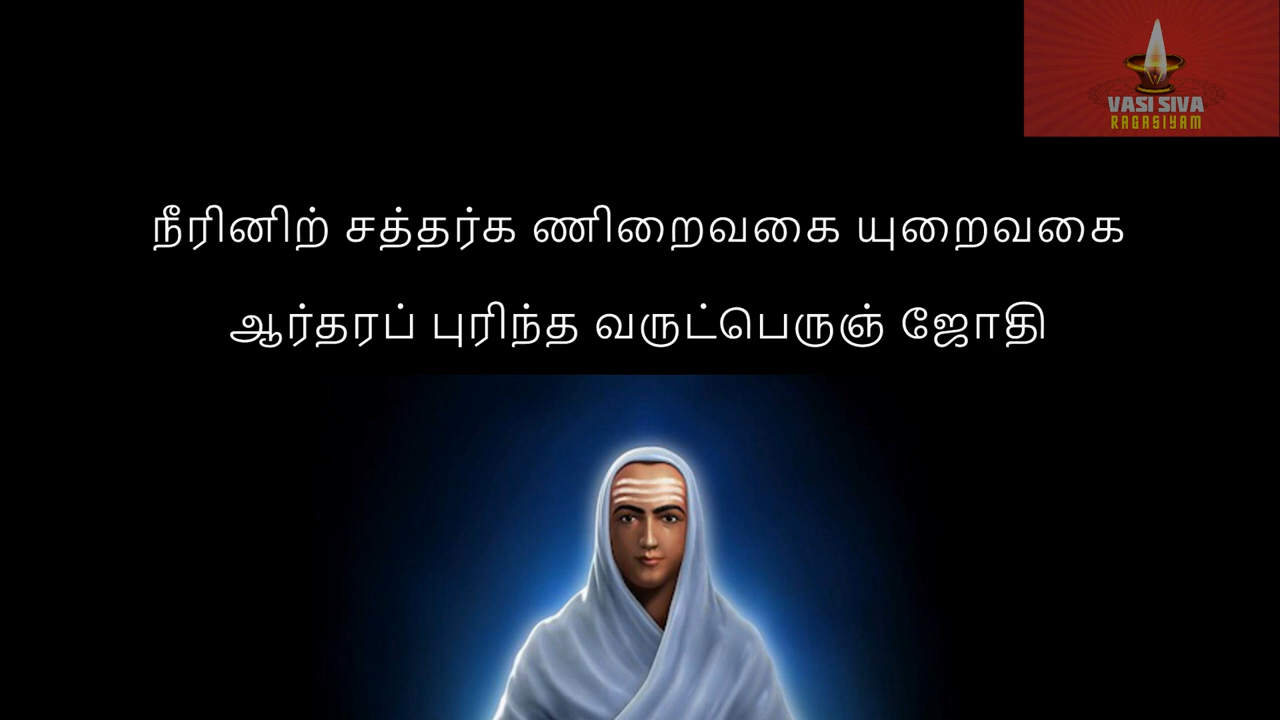 VASI SIVA
RAGASIYAM
நீரினிற் சத்தர்க ணிறைவகை யுறைவகை
ஆர்தரப் புரிந்த வருட்பெருஞ் ஜோதி